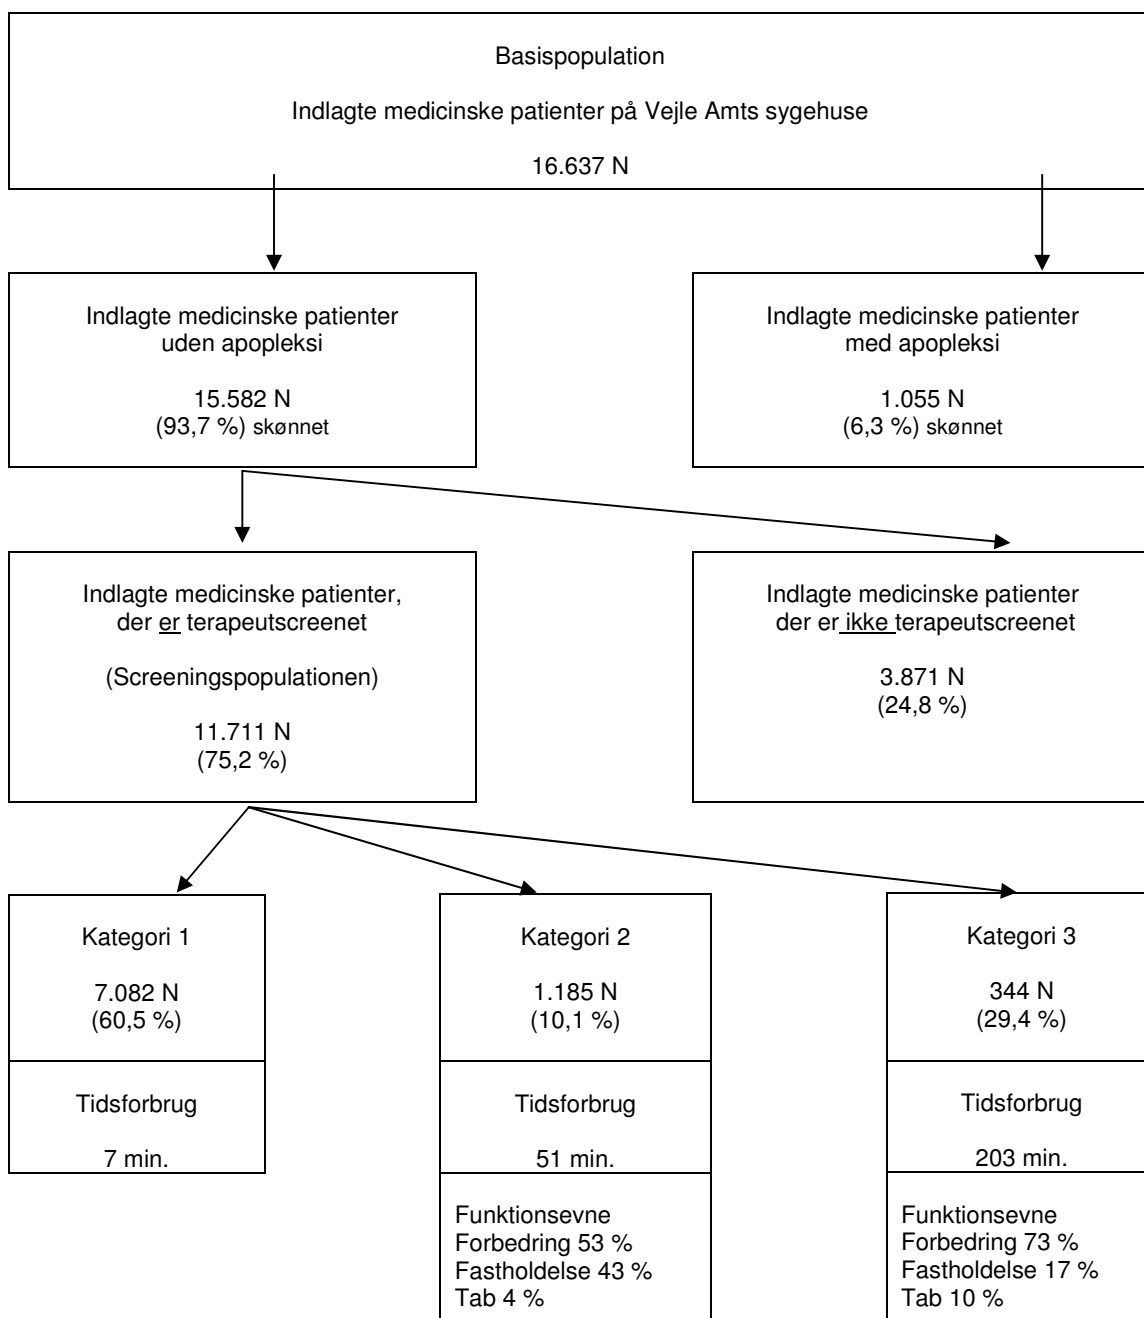 Basispopulation
Indlagte medicinske patienter på Vejle Amts sygehuse
16.637 N
Indlagte medicinske patienter
uden apopleksi
15.582 N
(93,7 %) skønnet
Indlagte medicinske patienter
med apopleksi
1.055 N
(6,3 %) skønnet
Indlagte medicinske patienter,
der er terapeutscreenet
(Screeningspopulationen)
11.711 N
(75,2 %)
Indlagte medicinske patienter
der er ikke terapeutscreenet
3.871 N
(24,8 %)
Kategori 1
7.082 N
(60,5 %)
Tidsforbrug
7 min.
Kategori 2
1.185 N
(10,1 %)
Tidsforbrug
51 min.
Funktionsevne
Forbedring 53 %
Fastholdelse 43 %
Tab 4 %
Kategori 3
344 N
(29,4 %)
Tidsforbrug
203 min.
Funktionsevne
Forbedring 73 %
Fastholdelse 17 %
Tab 10 %